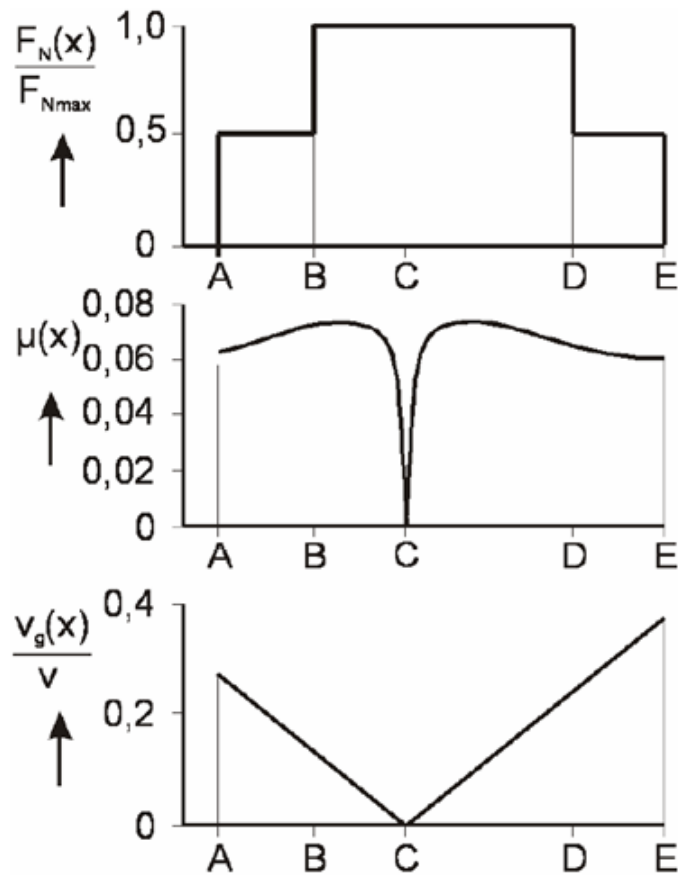 F_N(x)
F_Nmax
1,0
0,5
0
A B C D E
μ(x)
0,08
0,06
0,04
0,02
0
A B C D E
v_g(x)
v
0,4
0,2
0
A B C D E